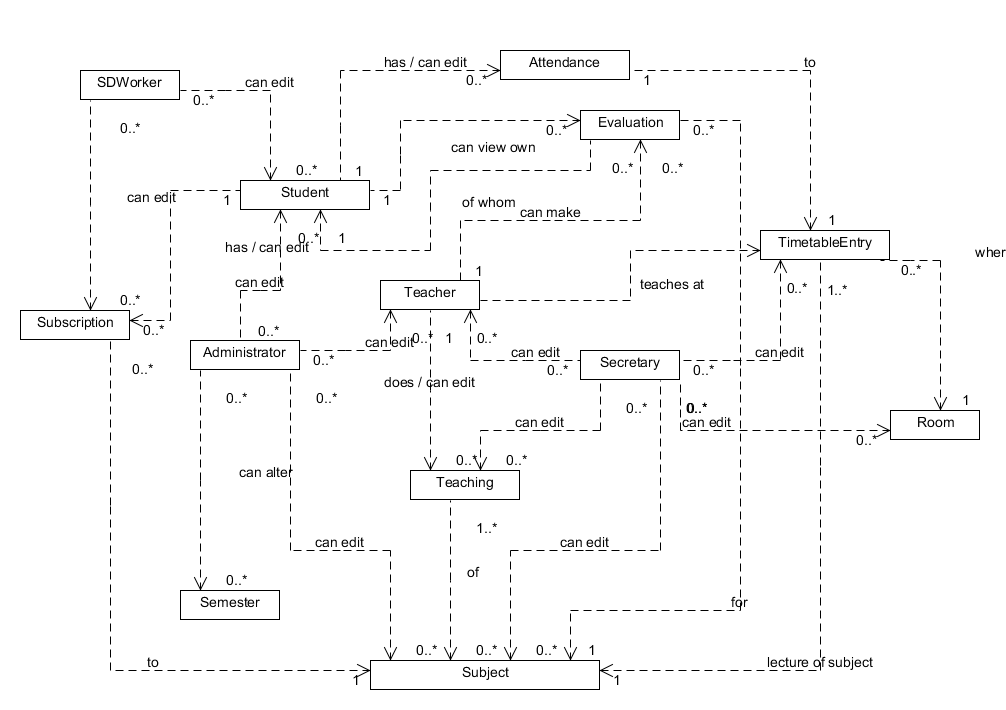 has / can edit
Attendance
to
0..*
1
SDWorker
can edit
0..*
0..*
Evaluation
0..*
0..*
can view own
0..*
1
0..*
0..*
Student
can edit
1
1
of whom
can make
1
0..*
1
has / can edit
TimetableEntry
wher
0..*
can edit
1
Teacher
teaches at
0..*
1..*
0..*
Subscription
0..*
0..*
Administrator
can edit
0..*
1
0..*
can edit
can edit
0..*
Secretary
0..*
0..*
0..*
does / can edit
0..*
0..*
0..*
0..*
1
can edit
can edit
Room
0..*
0..*
0..*
can alter
Teaching
1..*
can edit
can edit
of
0..*
Semester
for
0..*
0..*
0..*
1
to
Subject
lecture of subject
1
1